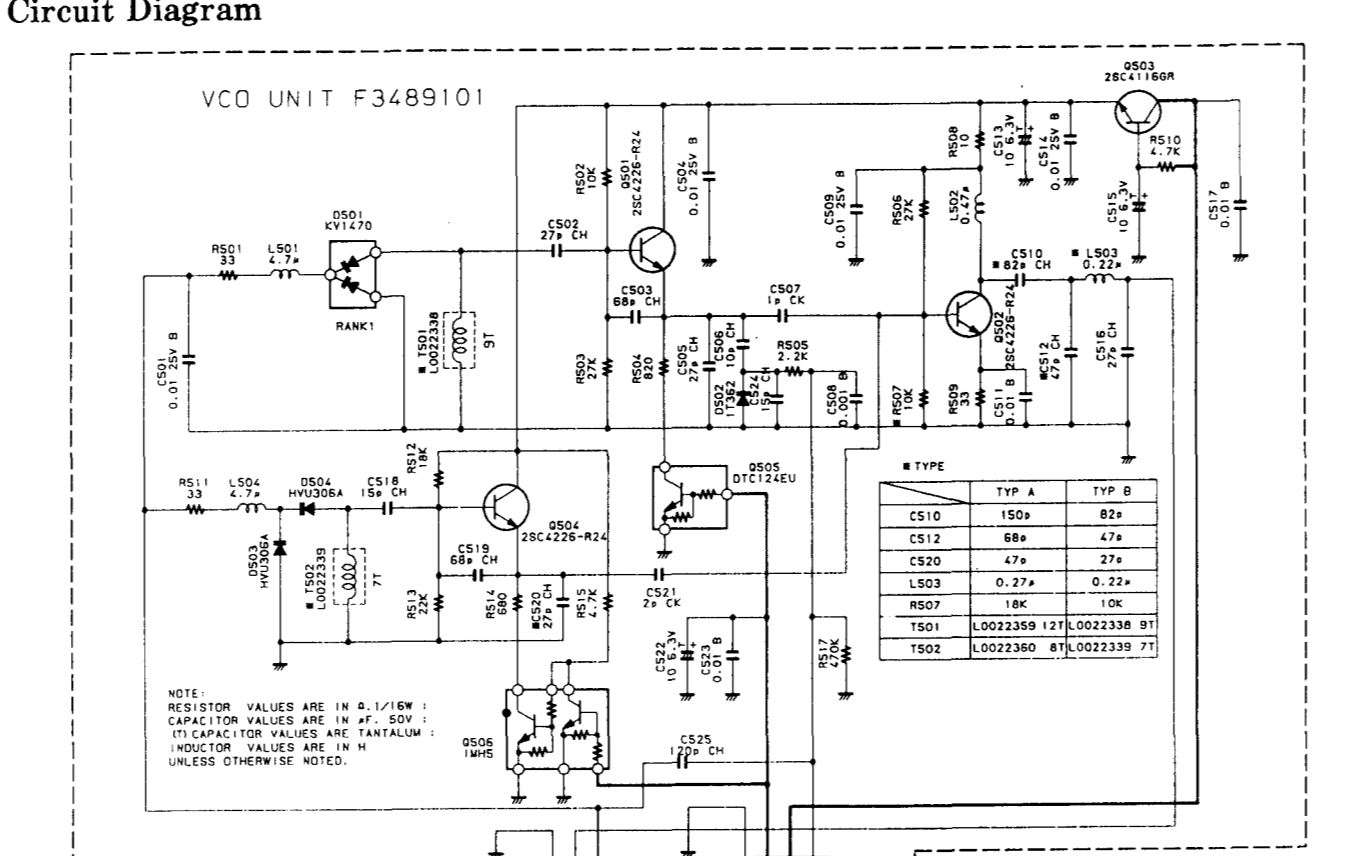 Circuit Diagram
VCO UNIT F3489101
Q503
2SC4116GR
R510
4.7K
C513
10 6.3V
T
+
C514
0.01 25V B
R508
10
C515
10 6.3V
T
+
C517
0.01 B
R502
10K
Q501
2SC4226-R24
C504
0.01 25V B
C509
0.01 25V B
R506
27K
L502
0.47μ
D501
KV1470
RANK1
R501
33
L501
4.7μ
C502
27p CH
C510
※ 82p CH
※ L503
0.22μ
C503
68p CH
C507
1p CK
Q502
2SC4226-R24
C501
0.01 25V B
※ T501
L0022338
9T
R503
27K
R504
820
C505
27p CH
C506
10p CH
R505
2.2K
D502
1T362
C524
15p CH
C508
0.001 B
R507
※ 10K
R509
33
C511
0.01 B
※C512
47p CH
C516
27p CH
R512
18K
Q505
DTC124EU
R511
33
L504
4.7μ
D504
HVU306A
C518
15p CH
Q504
2SC4226-R24
D503
HVU306A
※ T502
L0022339
7T
C519
68p CH
R513
22K
R514
680
※C520
27p CH
R515
4.7K
C521
2p CK
C522
10 6.3V
T
+
C523
0.01 B
R517
470K
※ TYPE
TYP A TYP B
C510 150p 82p
C512 68p 47p
C520 47p 27p
L503 0.27μ 0.22μ
R507 18K 10K
T501 L0022359 12T L0022338 9T
T502 L0022360 8T L0022339 7T
NOTE:
RESISTOR VALUES ARE IN Ω. 1/16W :
CAPACITOR VALUES ARE IN μF. 50V :
(T) CAPACITOR VALUES ARE TANTALUM :
INDUCTOR VALUES ARE IN H
UNLESS OTHERWISE NOTED.
Q506
IMH5
C525
120p CH